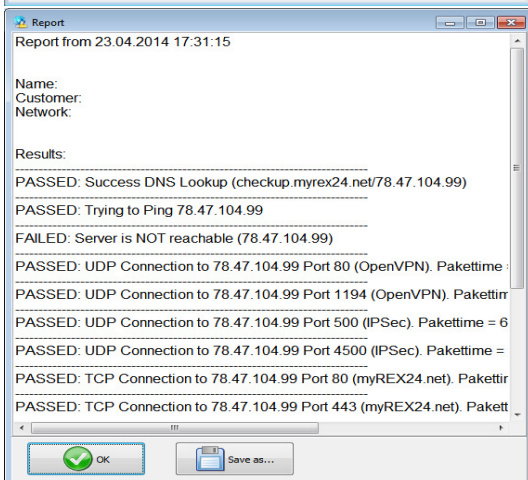 Report
Report from 23.04.2014 17:31:15
Name:
Customer:
Network:
Results:
PASSED: Success DNS Lookup (checkup.myrex24.net/78.47.104.99)
PASSED: Trying to Ping 78.47.104.99
FAILED: Server is NOT reachable (78.47.104.99)
PASSED: UDP Connection to 78.47.104.99 Port 80 (OpenVPN). Pakettime
PASSED: UDP Connection to 78.47.104.99 Port 1194 (OpenVPN). Pakettim
PASSED: UDP Connection to 78.47.104.99 Port 500 (IPSec). Pakettime = 6
PASSED: UDP Connection to 78.47.104.99 Port 4500 (IPSec). Pakettime =
PASSED: TCP Connection to 78.47.104.99 Port 80 (myREX24.net). Pakettir
PASSED: TCP Connection to 78.47.104.99 Port 443 (myREX24.net). Pakett
OK
Save as...